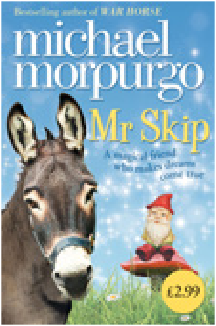 Bestselling author of WAR HORSE
michael
morpurgo
Mr Skip
A magical friend
who makes dreams
come true
£2.99